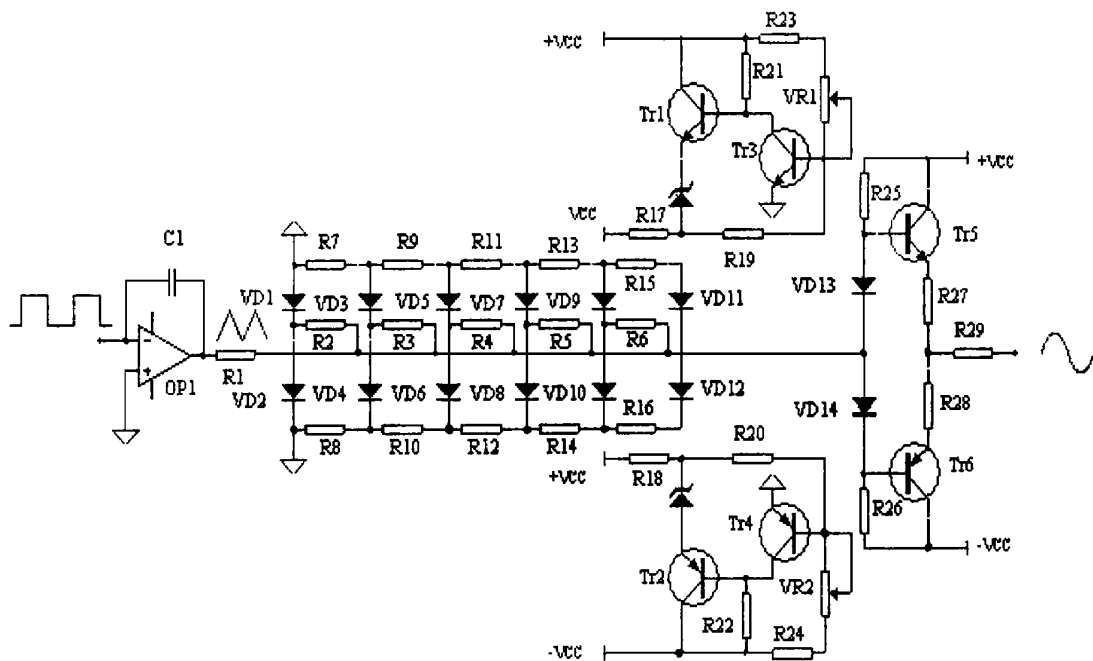 R23
+VCC
R21
VR1
Tr1
Tr3
+VCC
R25
VCC
R17
R19
Tr5
C1
R7
R9
R11
R13
R15
VD13
VD1
VD3
VD5
VD7
VD9
VD11
R27
R2
R3
R4
R5
R6
R29
-
+
OP1
R1
VD2
VD4
VD6
VD8
VD10
R16
VD12
VD14
R28
R8
R10
R12
R14
R20
+VCC
R18
Tr6
Tr4
R26
-VCC
Tr2
VR2
R22
R24
-VCC